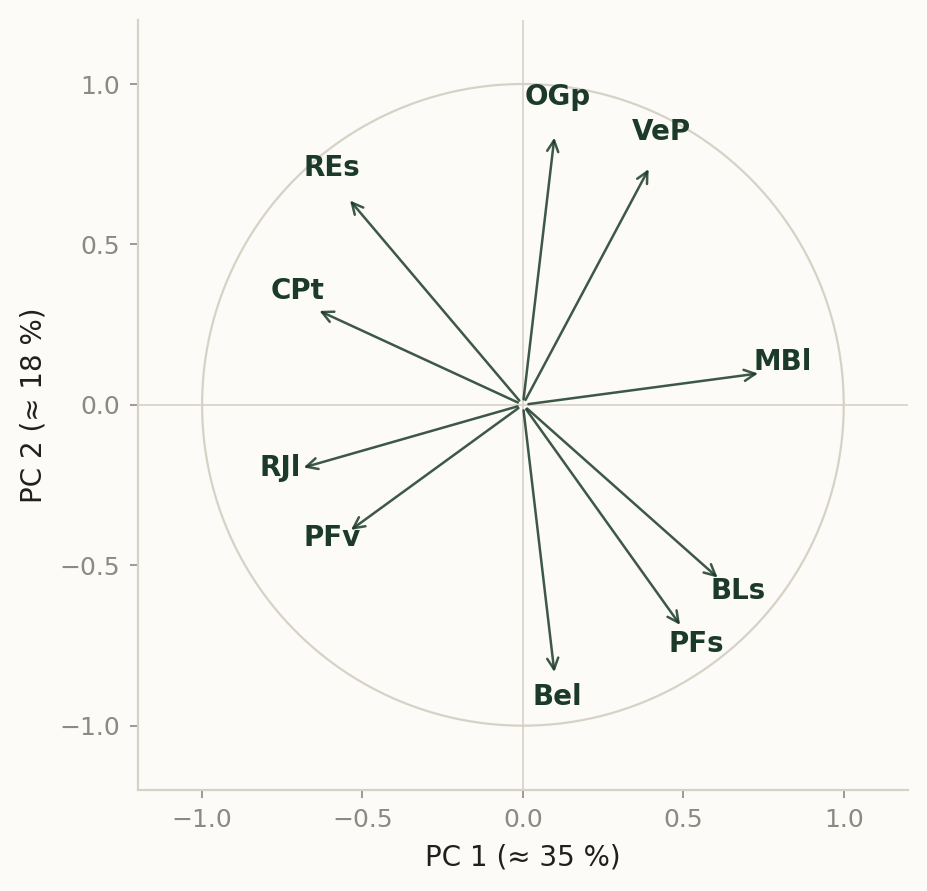 1.0
0.5
0.0
−0.5
−1.0
PC 2 (≈ 18 %)
OGp
VeP
REs
CPt
MBl
RJl
PFv
BLs
PFs
Bel
−1.0
−0.5
0.0
0.5
1.0
PC 1 (≈ 35 %)